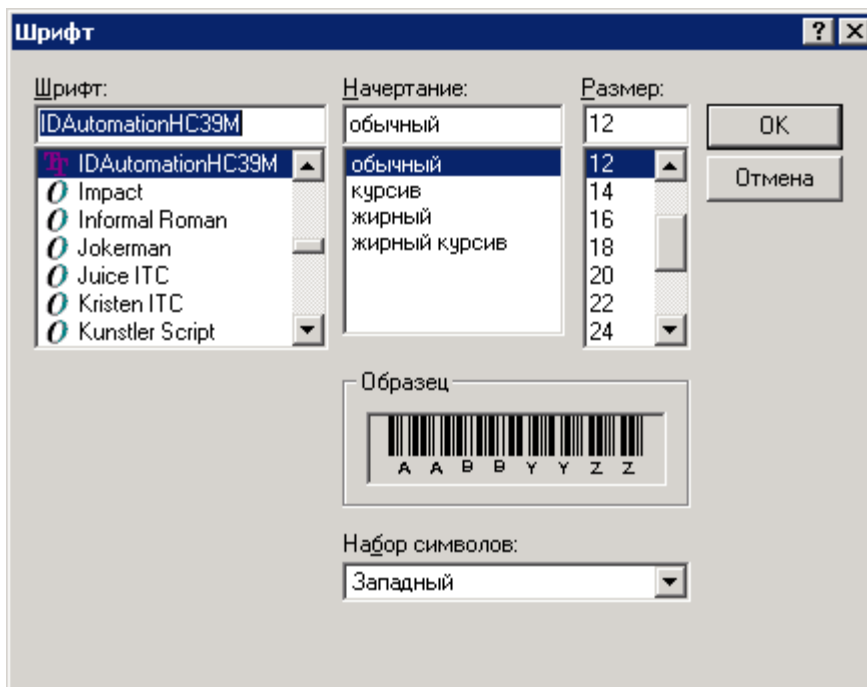 Шрифт
Шрифт:
IDAutomationHC39M
IDAutomationHC39M
Impact
Informal Roman
Jokerman
Juice ITC
Kristen ITC
Kunstler Script
Начертание:
обычный
обычный
курсив
жирный
жирный курсив
Размер:
12
12
14
16
18
20
22
24
OK
Отмена
Образец
A A B B Y Y Z Z
Набор символов:
Западный